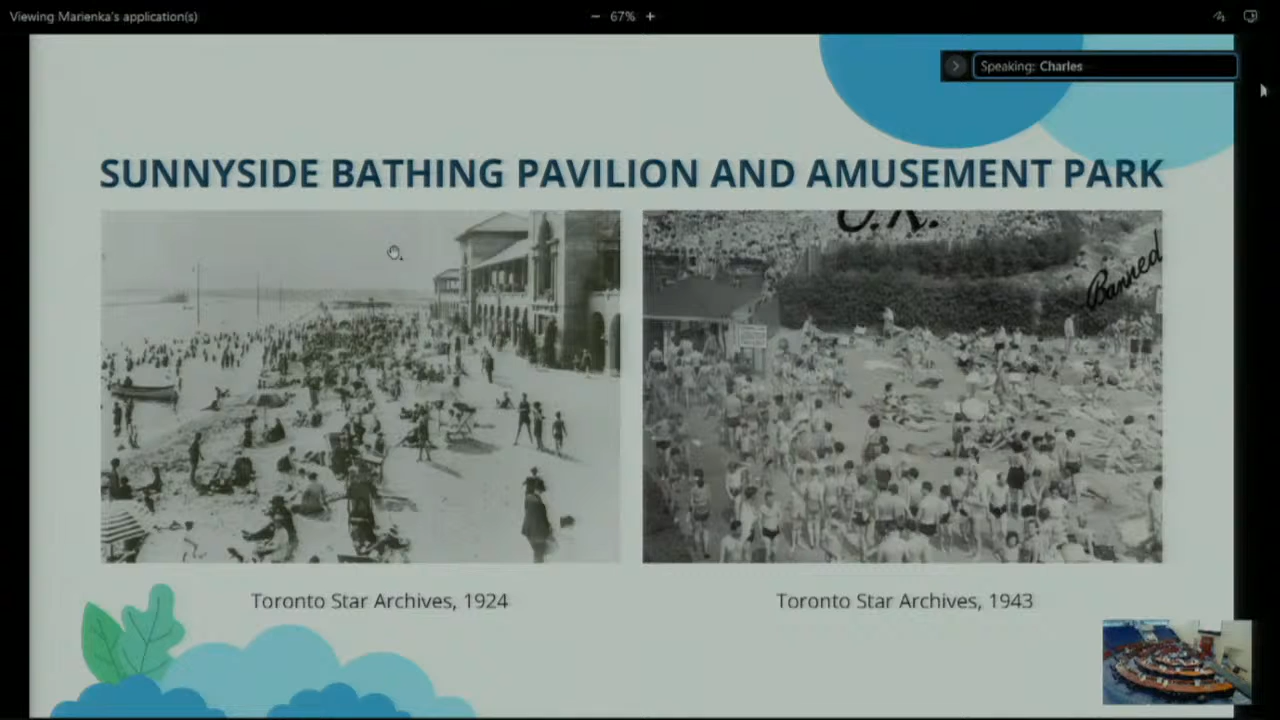 Viewing Marienka's application(s)
− 67% +
Speaking: Charles
SUNNYSIDE BATHING PAVILION AND AMUSEMENT PARK
O.K.
Banned
Toronto Star Archives, 1924
Toronto Star Archives, 1943